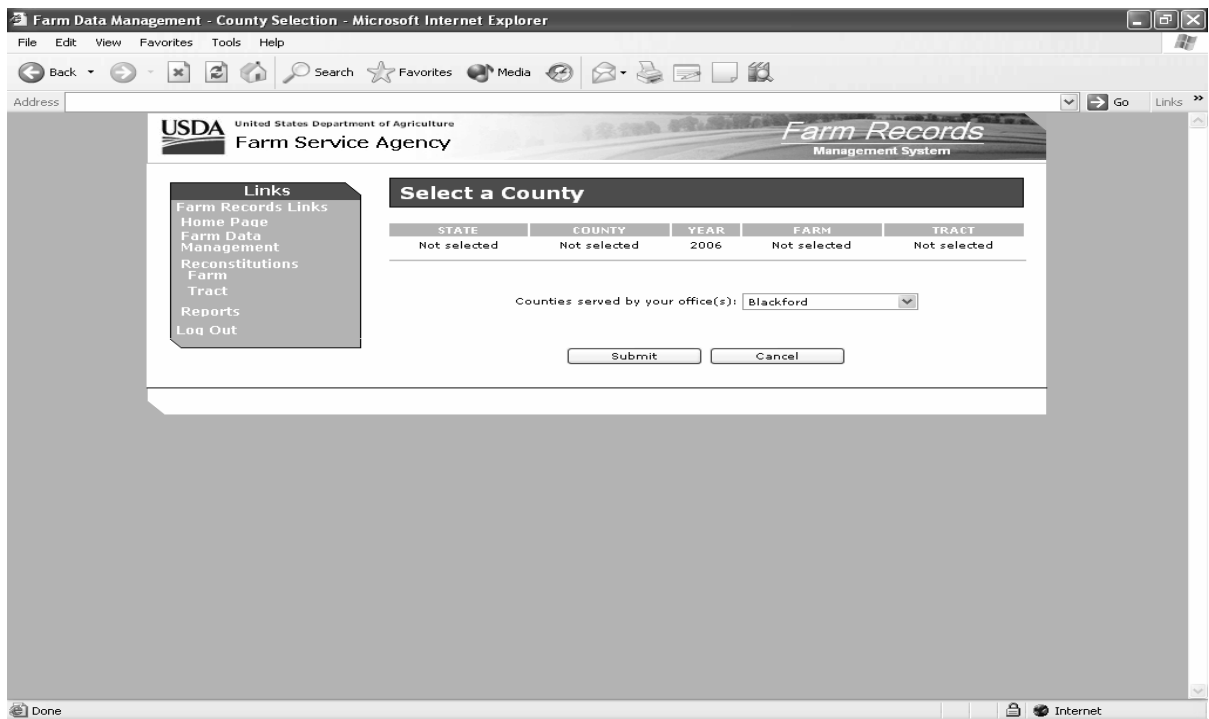 Farm Data Management - County Selection - Microsoft Internet Explorer
File Edit View Favorites Tools Help
Back Search Favorites Media
Address Go Links »
USDA United States Department of Agriculture
Farm Service Agency
Farm Records
Management System
Links
Farm Records Links
Home Page
Farm Data
Management
Reconstitutions
Farm
Tract
Reports
Log Out
Select a County
STATE COUNTY YEAR FARM TRACT
Not selected Not selected 2006 Not selected Not selected
Counties served by your office(s): Blackford
Submit Cancel
Done Internet